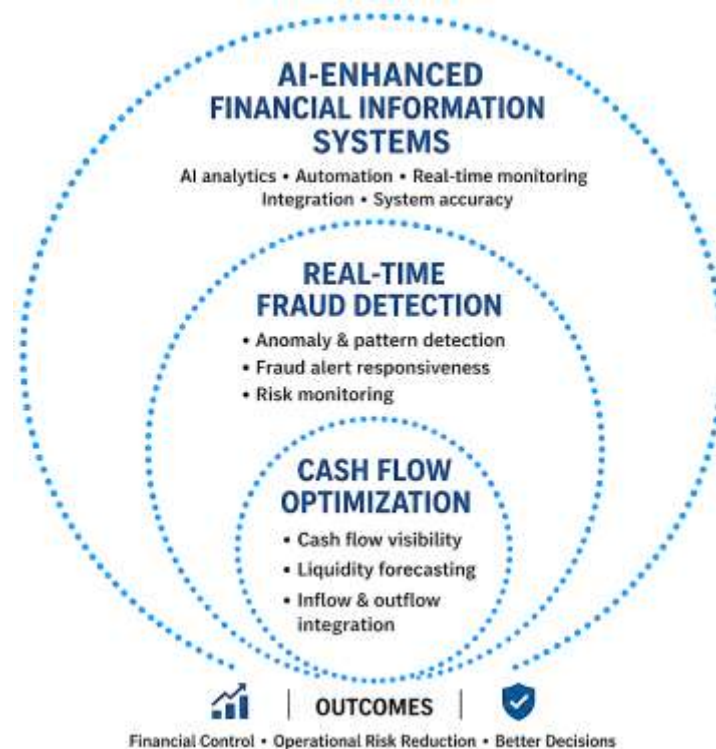 AI-ENHANCED
FINANCIAL INFORMATION
SYSTEMS
AI analytics • Automation • Real-time monitoring
Integration • System accuracy
REAL-TIME
FRAUD DETECTION
• Anomaly & pattern detection
• Fraud alert responsiveness
• Risk monitoring
CASH FLOW
OPTIMIZATION
• Cash flow visibility
• Liquidity forecasting
• Inflow & outflow
integration
| OUTCOMES |
Financial Control • Operational Risk Reduction • Better Decisions